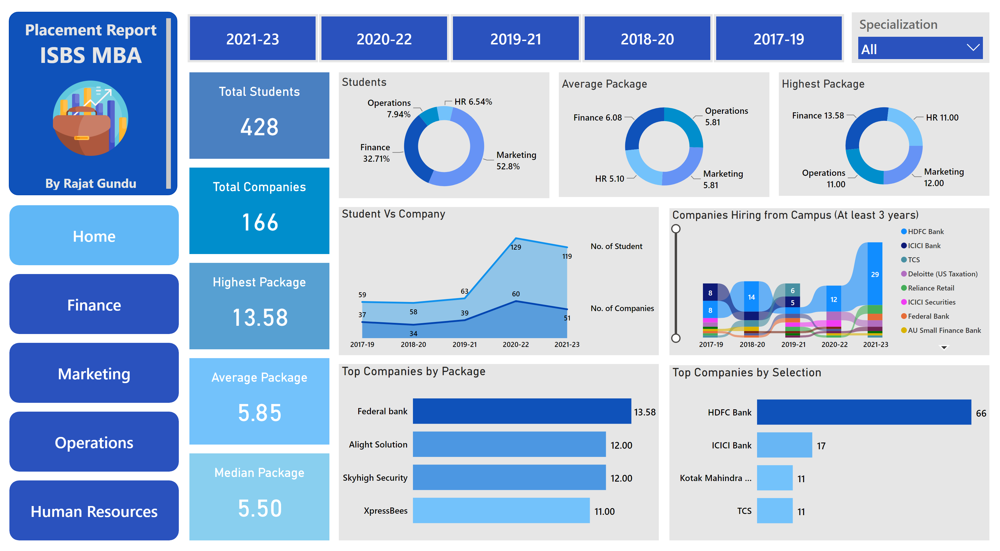 Placement Report
ISBS MBA
By Rajat Gundu
Home
Finance
Marketing
Operations
Human Resources
2021-23
2020-22
2019-21
2018-20
2017-19
Specialization
All
Total Students
428
Total Companies
166
Highest Package
13.58
Average Package
5.85
Median Package
5.50
Students
HR 6.54%
Operations
7.94%
Finance
32.71%
Marketing
52.8%
Average Package
Finance 6.08
Operations
5.81
HR 5.10
Marketing
5.81
Highest Package
Finance 13.58
HR 11.00
Operations
11.00
Marketing
12.00
Student Vs Company
59
58
63
129
119
37
34
39
60
51
No. of Student
No. of Companies
2017-19
2018-20
2019-21
2020-22
2021-23
Companies Hiring from Campus (At least 3 years)
8
8
14
6
5
12
29
2017-19
2018-20
2019-21
2020-22
2021-23
HDFC Bank
ICICI Bank
TCS
Deloitte (US Taxation)
Reliance Retail
ICICI Securities
Federal Bank
AU Small Finance Bank
Top Companies by Package
Federal bank 13.58
Alight Solution 12.00
Skyhigh Security 12.00
XpressBees 11.00
Top Companies by Selection
HDFC Bank 66
ICICI Bank 17
Kotak Mahindra ... 11
TCS 11